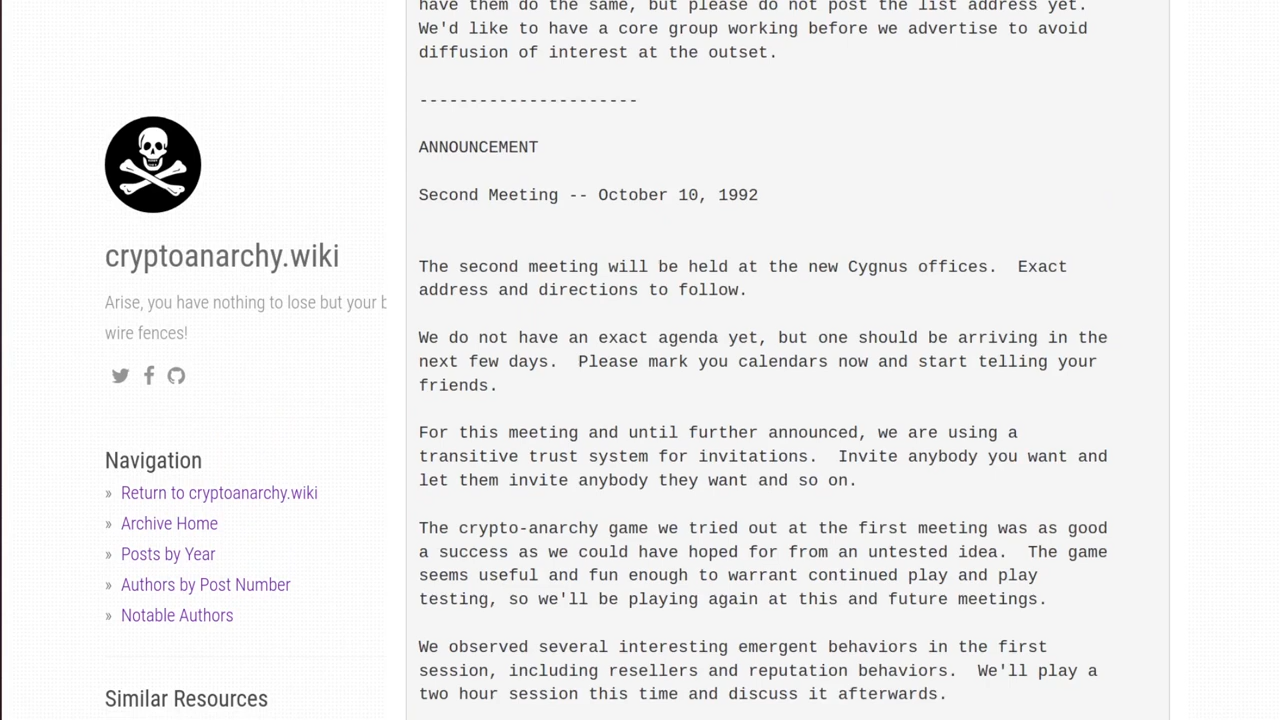 have them do the same, but please do not post the list address yet.
We'd like to have a core group working before we advertise to avoid
diffusion of interest at the outset.
----------------------
ANNOUNCEMENT
Second Meeting -- October 10, 1992
The second meeting will be held at the new Cygnus offices.  Exact
address and directions to follow.
We do not have an exact agenda yet, but one should be arriving in the
next few days.  Please mark you calendars now and start telling your
friends.
For this meeting and until further announced, we are using a
transitive trust system for invitations.  Invite anybody you want and
let them invite anybody they want and so on.
The crypto-anarchy game we tried out at the first meeting was as good
a success as we could have hoped for from an untested idea.  The game
seems useful and fun enough to warrant continued play and play
testing, so we'll be playing again at this and future meetings.
We observed several interesting emergent behaviors in the first
session, including resellers and reputation behaviors.  We'll play a
two hour session this time and discuss it afterwards.
cryptoanarchy.wiki
Arise, you have nothing to lose but your
wire fences!
Navigation
» Return to cryptoanarchy.wiki
» Archive Home
» Posts by Year
» Authors by Post Number
» Notable Authors
Similar Resources